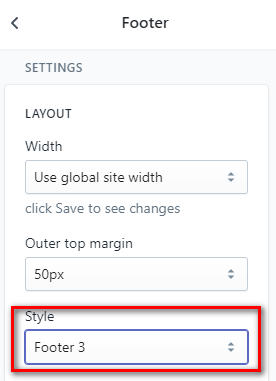 Footer
SETTINGS
LAYOUT
Width
Use global site width
click Save to see changes
Outer top margin
50px
Style
Footer 3